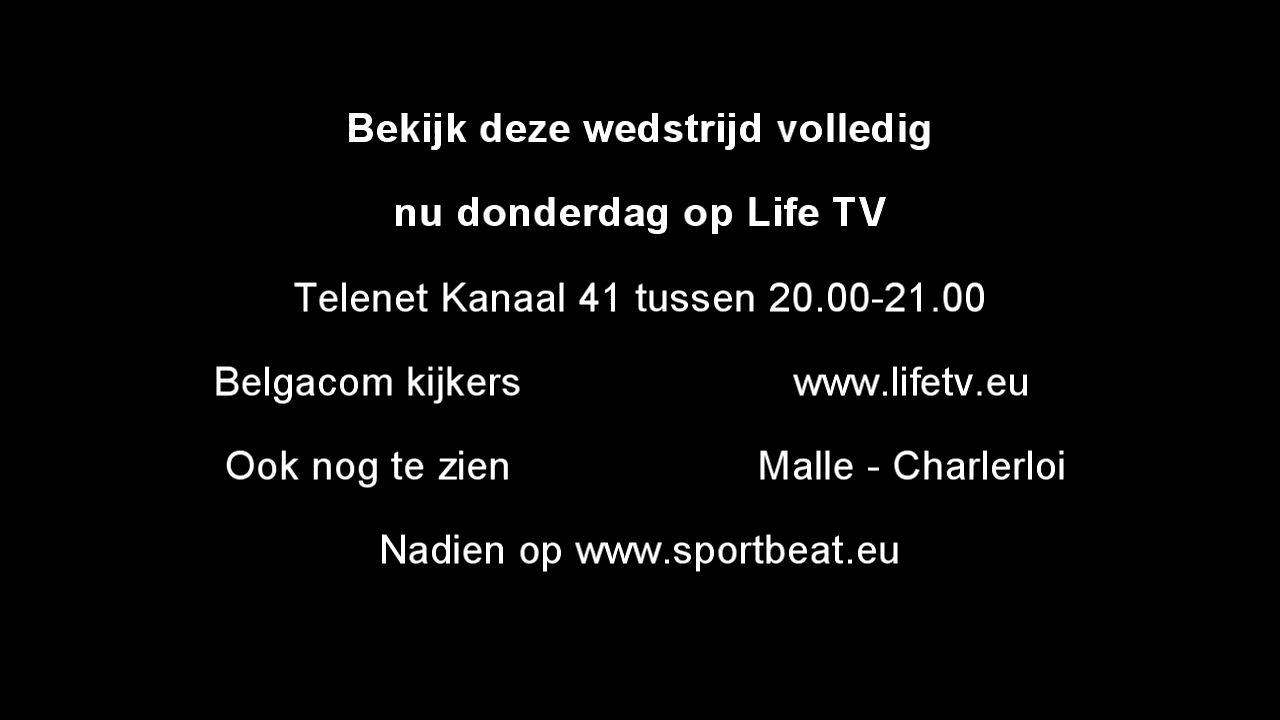 Bekijk deze wedstrijd volledig
nu donderdag op Life TV
Telenet Kanaal 41 tussen 20.00-21.00
Belgacom kijkers www.lifetv.eu
Ook nog te zien Malle - Charlerloi
Nadien op www.sportbeat.eu